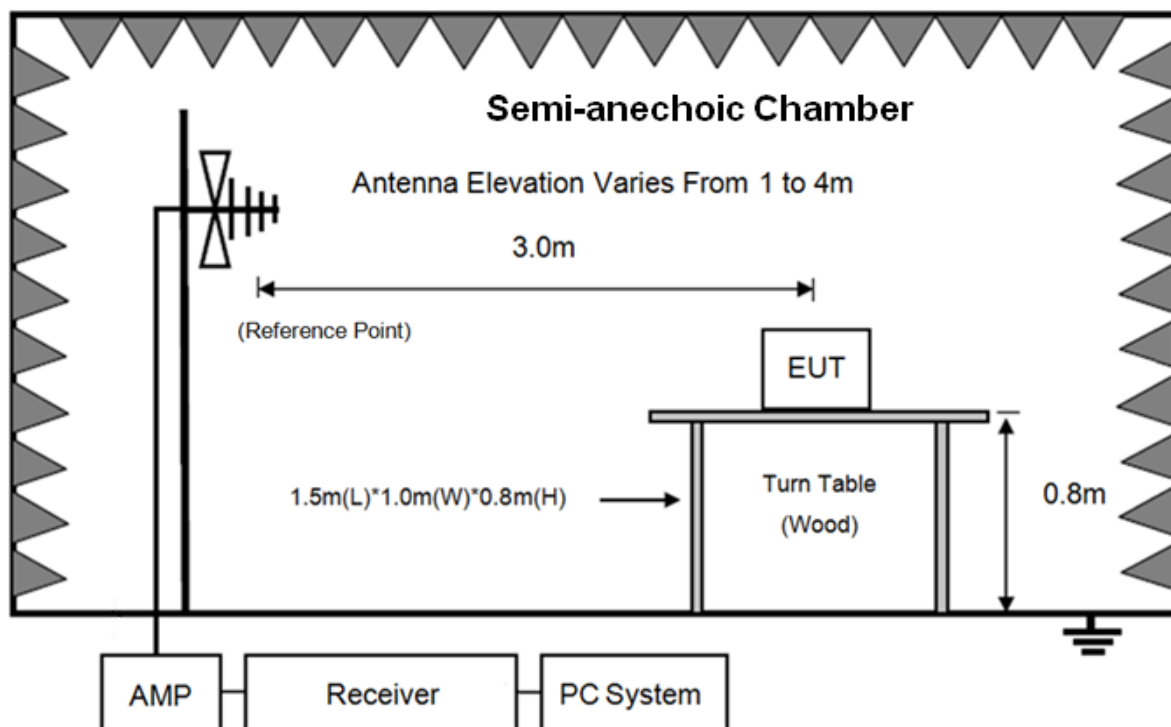 Semi-anechoic Chamber
Antenna Elevation Varies From 1 to 4m
3.0m
(Reference Point)
EUT
1.5m(L)*1.0m(W)*0.8m(H)
Turn Table
(Wood)
0.8m
AMP
Receiver
PC System